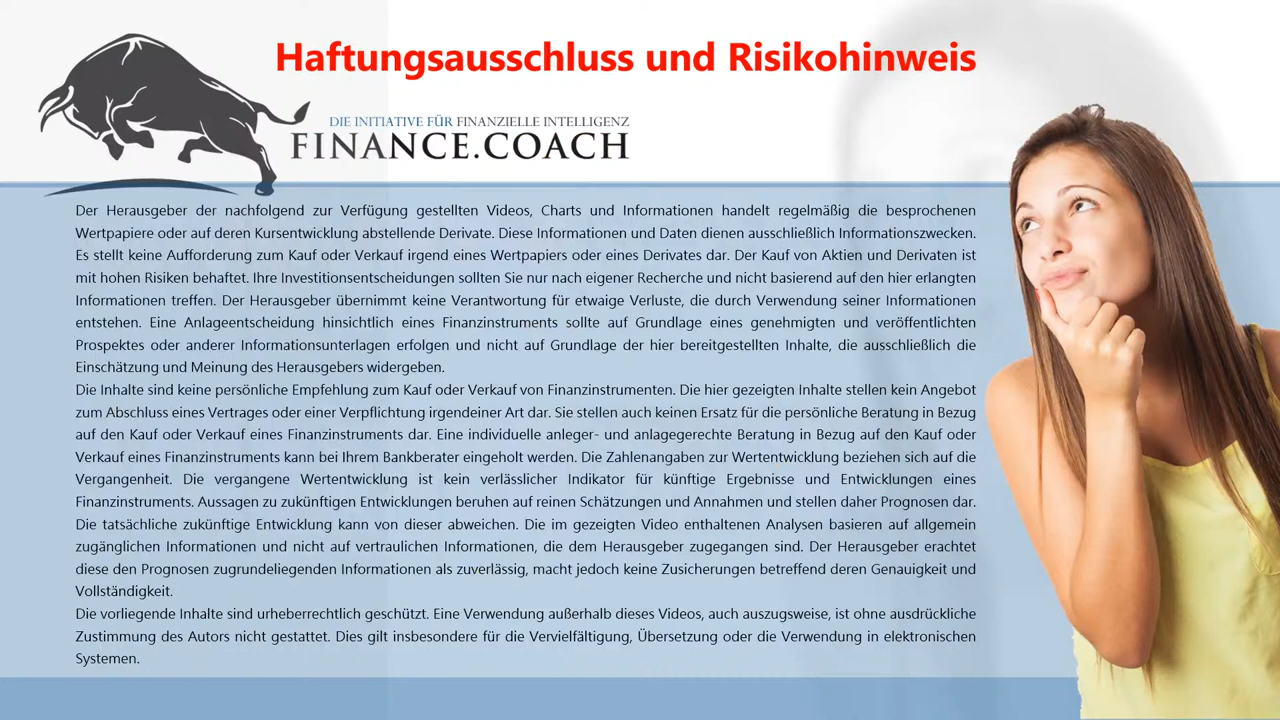 Haftungsausschluss und Risikohinweis
DIE INITIATIVE FÜR FINANZIELLE INTELLIGENZ
FINANCE.COACH
Der Herausgeber der nachfolgend zur Verfügung gestellten Videos, Charts und Informationen handelt regelmäßig die besprochenen
Wertpapiere oder auf deren Kursentwicklung abstellende Derivate. Diese Informationen und Daten dienen ausschließlich Informationszwecken.
Es stellt keine Aufforderung zum Kauf oder Verkauf irgend eines Wertpapiers oder eines Derivates dar. Der Kauf von Aktien und Derivaten ist
mit hohen Risiken behaftet. Ihre Investitionsentscheidungen sollten Sie nur nach eigener Recherche und nicht basierend auf den hier erlangten
Informationen treffen. Der Herausgeber übernimmt keine Verantwortung für etwaige Verluste, die durch Verwendung seiner Informationen
entstehen. Eine Anlageentscheidung hinsichtlich eines Finanzinstruments sollte auf Grundlage eines genehmigten und veröffentlichten
Prospektes oder anderer Informationsunterlagen erfolgen und nicht auf Grundlage der hier bereitgestellten Inhalte, die ausschließlich die
Einschätzung und Meinung des Herausgebers widergeben.
Die Inhalte sind keine persönliche Empfehlung zum Kauf oder Verkauf von Finanzinstrumenten. Die hier gezeigten Inhalte stellen kein Angebot
zum Abschluss eines Vertrages oder einer Verpflichtung irgendeiner Art dar. Sie stellen auch keinen Ersatz für die persönliche Beratung in Bezug
auf den Kauf oder Verkauf eines Finanzinstruments dar. Eine individuelle anleger- und anlagegerechte Beratung in Bezug auf den Kauf oder
Verkauf eines Finanzinstruments kann bei Ihrem Bankberater eingeholt werden. Die Zahlenangaben zur Wertentwicklung beziehen sich auf die
Vergangenheit. Die vergangene Wertentwicklung ist kein verlässlicher Indikator für künftige Ergebnisse und Entwicklungen eines
Finanzinstruments. Aussagen zu zukünftigen Entwicklungen beruhen auf reinen Schätzungen und Annahmen und stellen daher Prognosen dar.
Die tatsächliche zukünftige Entwicklung kann von dieser abweichen. Die im gezeigten Video enthaltenen Analysen basieren auf allgemein
zugänglichen Informationen und nicht auf vertraulichen Informationen, die dem Herausgeber zugegangen sind. Der Herausgeber erachtet
diese den Prognosen zugrundeliegenden Informationen als zuverlässig, macht jedoch keine Zusicherungen betreffend deren Genauigkeit und
Vollständigkeit.
Die vorliegende Inhalte sind urheberrechtlich geschützt. Eine Verwendung außerhalb dieses Videos, auch auszugsweise, ist ohne ausdrückliche
Zustimmung des Autors nicht gestattet. Dies gilt insbesondere für die Vervielfältigung, Übersetzung oder die Verwendung in elektronischen
Systemen.